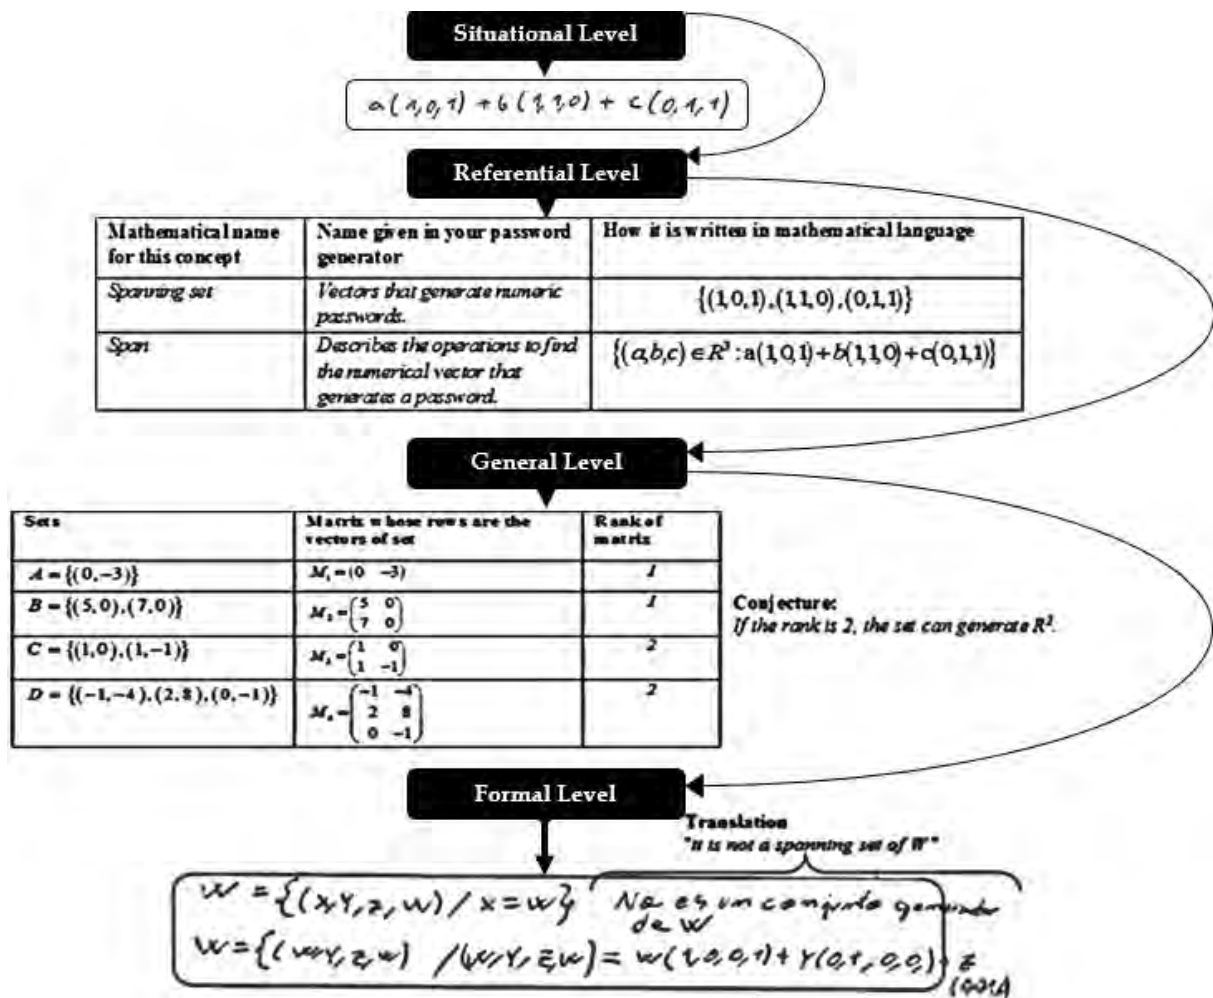 Situational Level
a(1,0,1) + b(1,1,0) + c(0,1,1)
Referential Level
Mathematical name for this concept
Name given in your password generator
How it is written in mathematical language
Spanning set
Vectors that generate numeric passwords.
{(1,0,1),(1,1,0),(0,1,1)}
Span
Describes the operations to find the numerical vector that generates a password.
{(a,b,c) ∈ R³ : a(1,0,1)+b(1,1,0)+c(0,1,1)}
General Level
Sets
Matrix whose rows are the vectors of set
Rank of matrix
A = {(0,−3)}
M₁ = (0 −3)
1
B = {(5,0),(7,0)}
M₂ = (5 0
7 0)
1
C = {(1,0),(1,−1)}
M₃ = (1 0
1 −1)
2
D = {(−1,−4),(2,8),(0,−1)}
M₄ = (−1 −4
2 8
0 −1)
2
Conjecture:
If the rank is 2, the set can generate R².
Formal Level
Translation
"It is not a spanning set of W"
W = {(x,y,z,w) / x=w}
No es un conjunto generador
de W
W = {(w,y,z,w) / (w,y,z,w) = w(1,0,0,1) + y(0,1,0,0) z